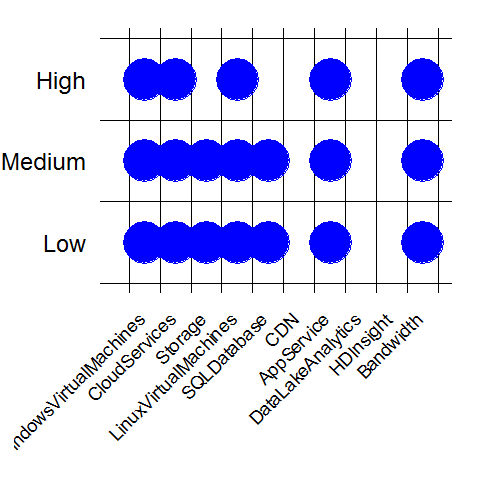 High
Medium
Low
ndowsVirtualMachines
CloudServices
Storage
LinuxVirtualMachines
SQLDatabase
CDN
AppService
DataLakeAnalytics
HDInsight
Bandwidth